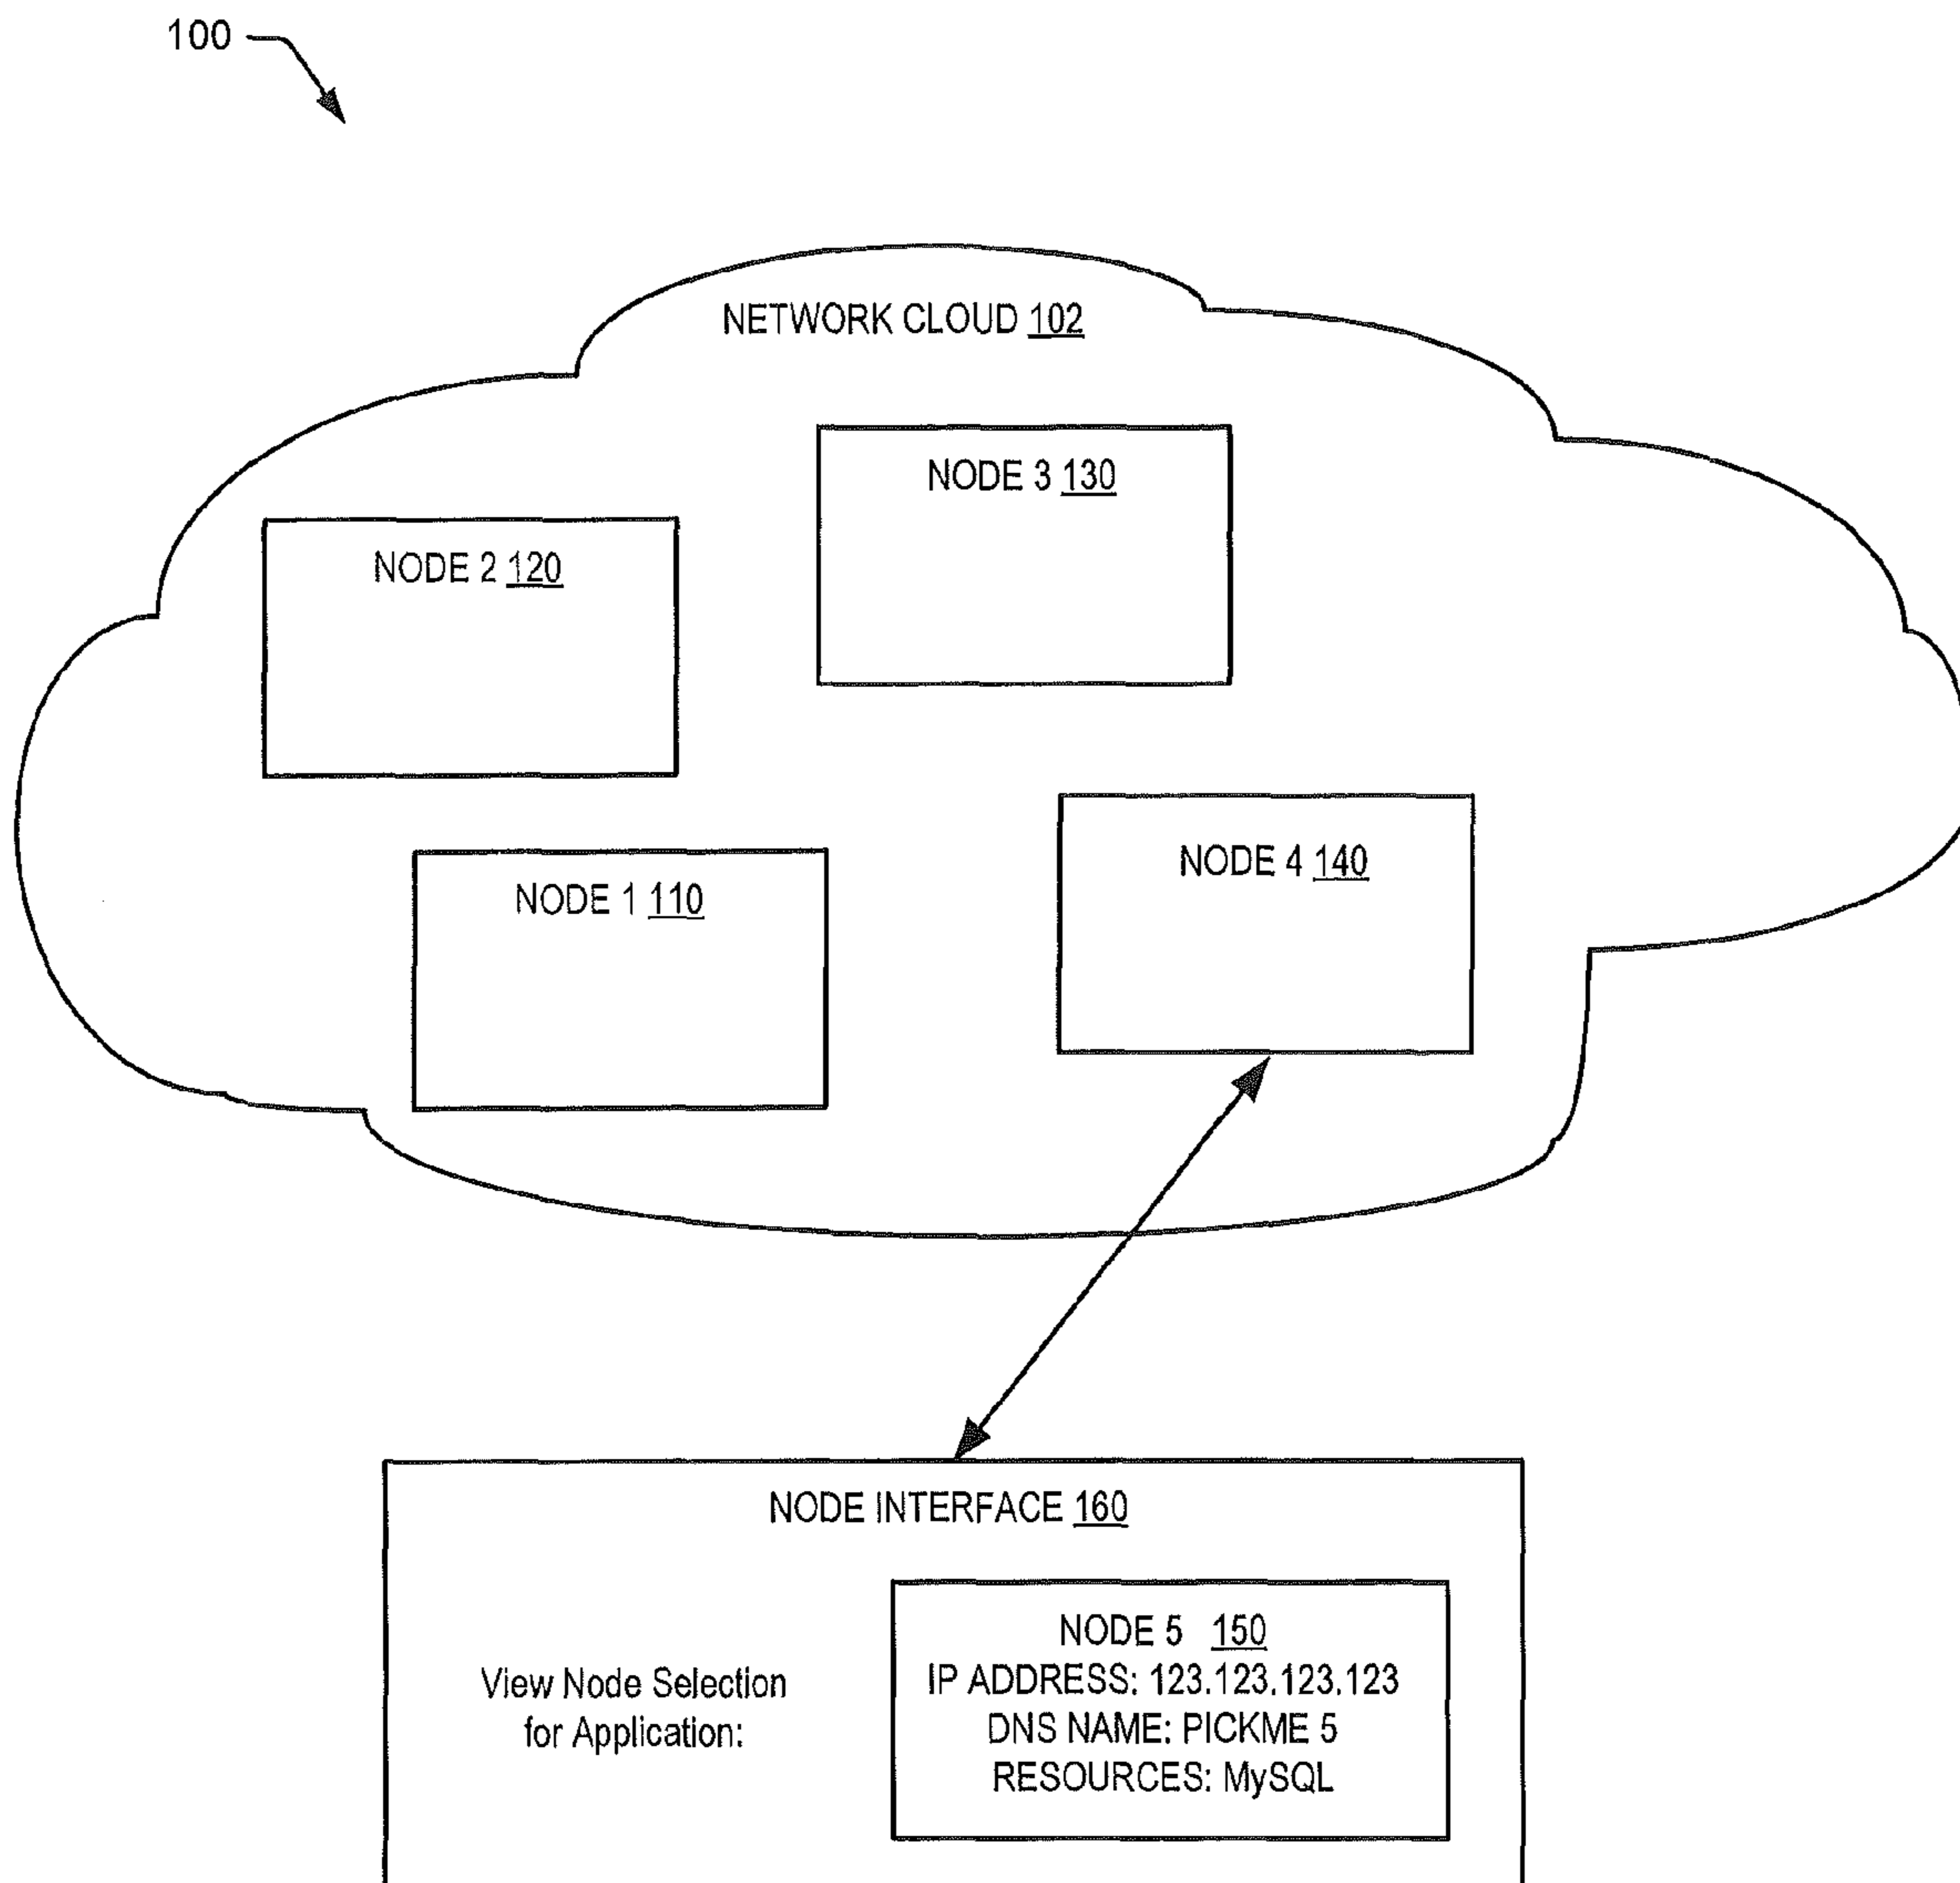 100
NETWORK CLOUD 102
NODE 3 130
NODE 2 120
NODE 4 140
NODE 1 110
NODE INTERFACE 160
View Node Selection
for Application:
NODE 5 150
IP ADDRESS: 123.123.123.123
DNS NAME: PICKME 5
RESOURCES: MySQL